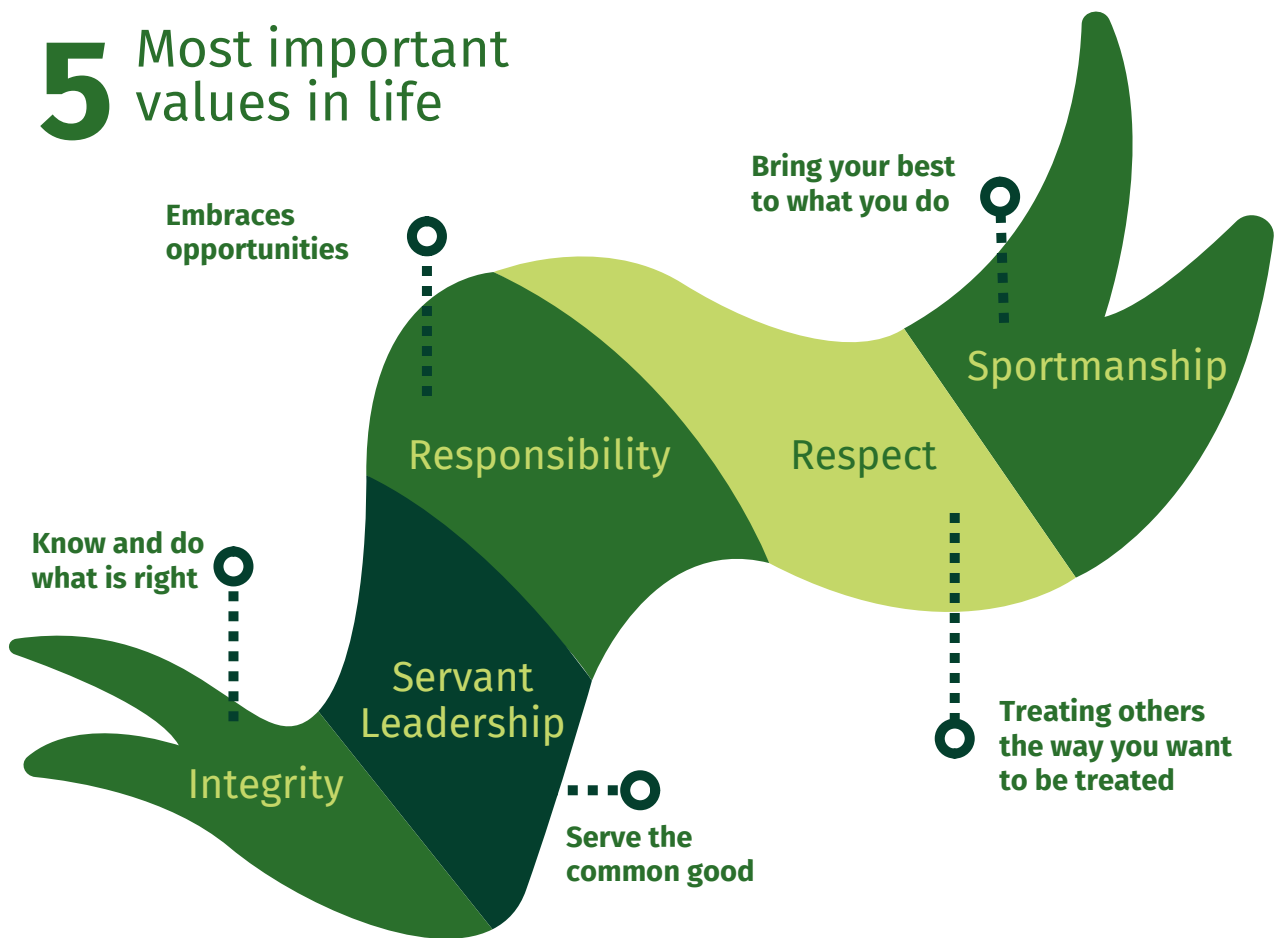 5
Most important
values in life
Embraces
opportunities
Bring your best
to what you do
Sportmanship
Responsibility
Respect
Know and do
what is right
Servant
Leadership
Integrity
Treating others
the way you want
to be treated
Serve the
common good